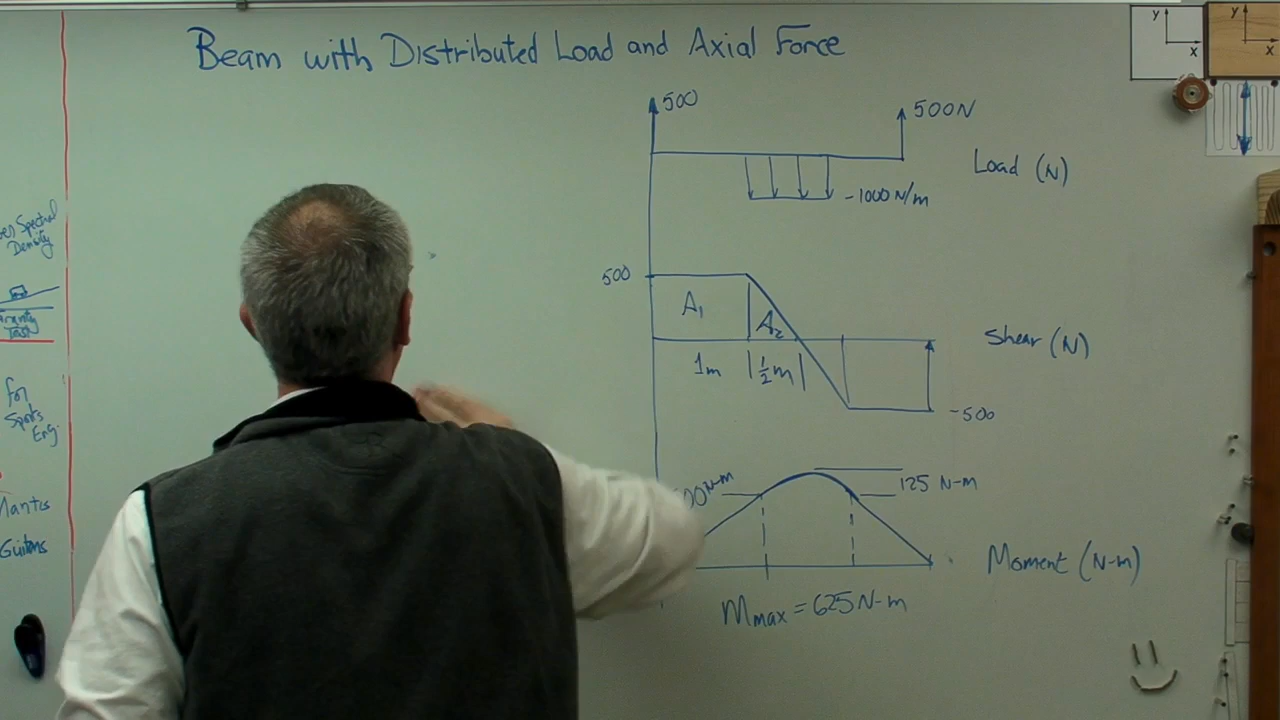 Beam with Distributed Load and Axial Force
y
x
y
x
500
500N
Load (N)
-1000 N/m
Spectral
Density
500
A1
A2
Shear (N)
1m
½m
-500
for
Sports
Eng.
00 N-m
125 N-m
Mantis
Guitars
Moment (N-m)
Mmax = 625 N-m